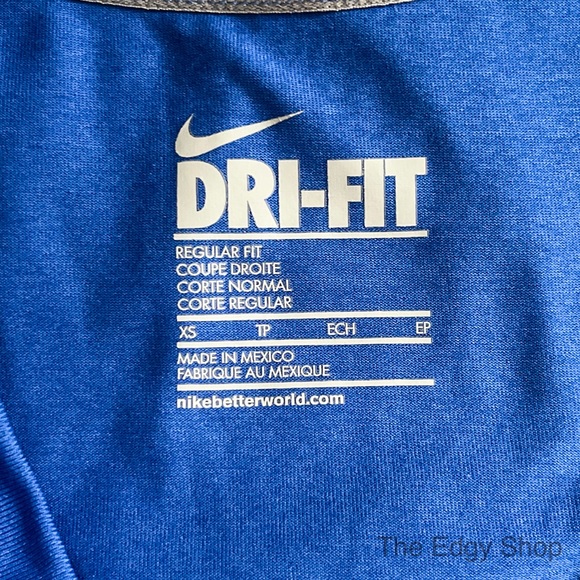 DRI-FIT
REGULAR FIT
COUPE DROITE
CORTE NORMAL
CORTE REGULAR
XS TP ECH EP
MADE IN MEXICO
FABRIQUE AU MEXIQUE
nikebetterworld.com
The Edgy Shop